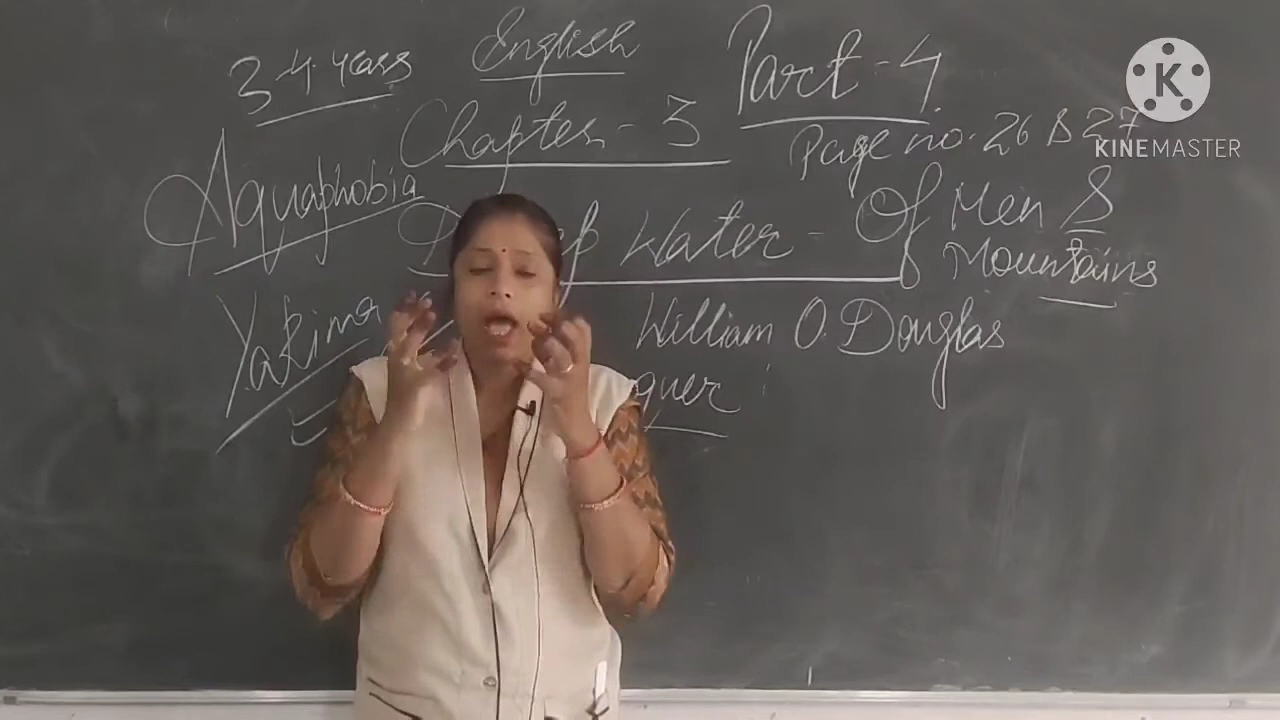 English
3-4 years
Part-4
Chapter-3
Page no. 26 & 27
Aquaphobia
Water - Of Men &
Mountains
Yakima
William O. Douglas
KINEMASTER